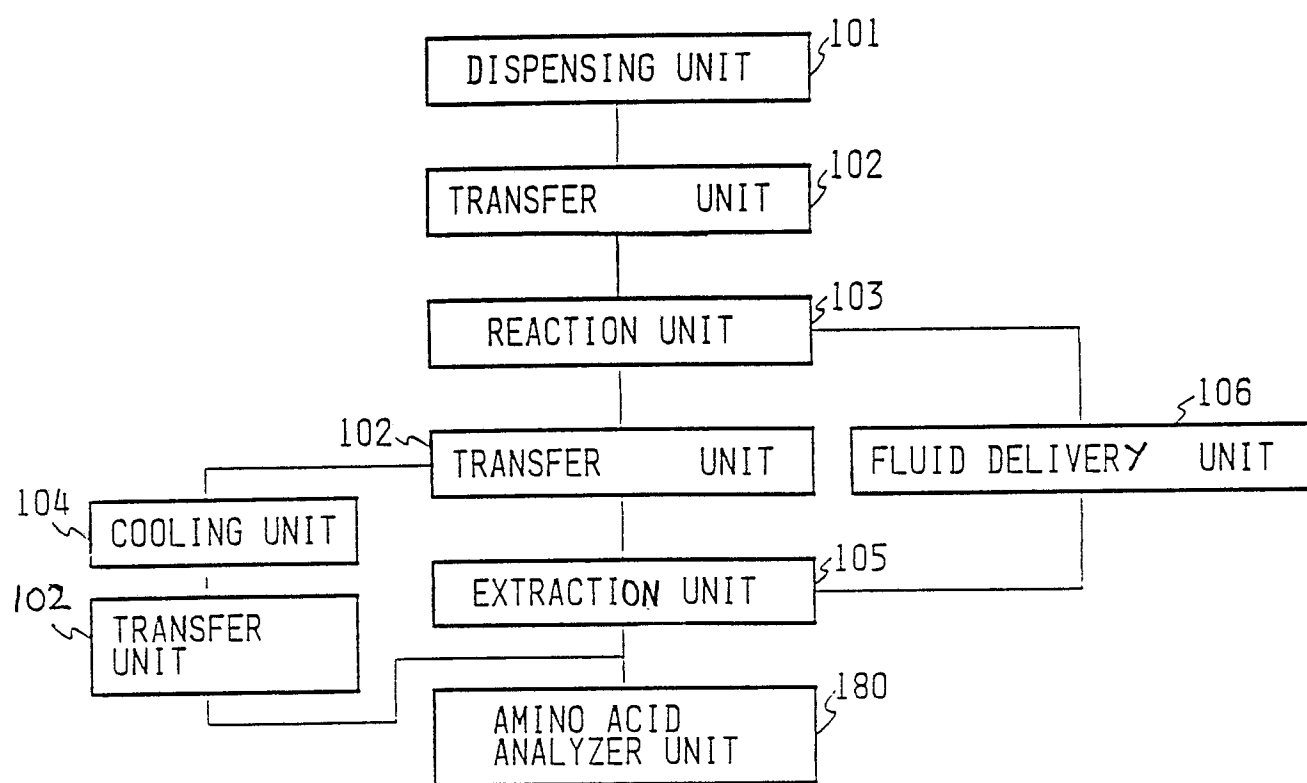 101
DISPENSING UNIT
102
TRANSFER UNIT
103
REACTION UNIT
102
TRANSFER UNIT
106
FLUID DELIVERY UNIT
104
COOLING UNIT
105
EXTRACTION UNIT
102
TRANSFER
UNIT
180
AMINO ACID
ANALYZER UNIT